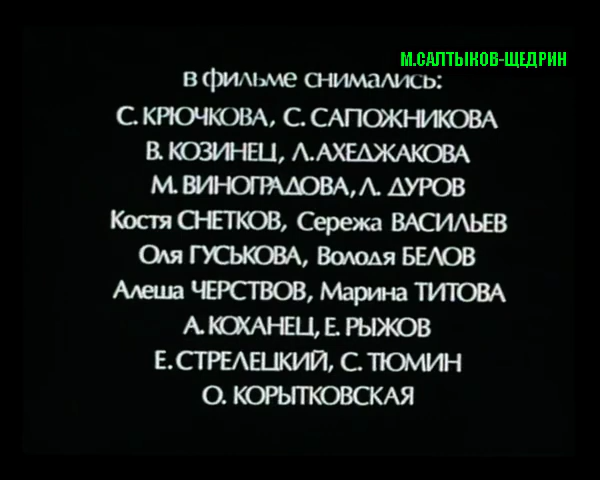 М.САЛТЫКОВ-ЩЕДРИН
в фильме снимались:
С. КРЮЧКОВА, С. САПОЖНИКОВА
В. КОЗИНЕЦ, Л. АХЕДЖАКОВА
М. ВИНОГРАДОВА, Л. ДУРОВ
Костя СНЕТКОВ, Сережа ВАСИЛЬЕВ
Оля ГУСЬКОВА, Володя БЕЛОВ
Алеша ЧЕРСТВОВ, Марина ТИТОВА
А. КОХАНЕЦ, Е. РЫЖОВ
Е. СТРЕЛЕЦКИЙ, С. ТЮМИН
О. КОРЫТКОВСКАЯ